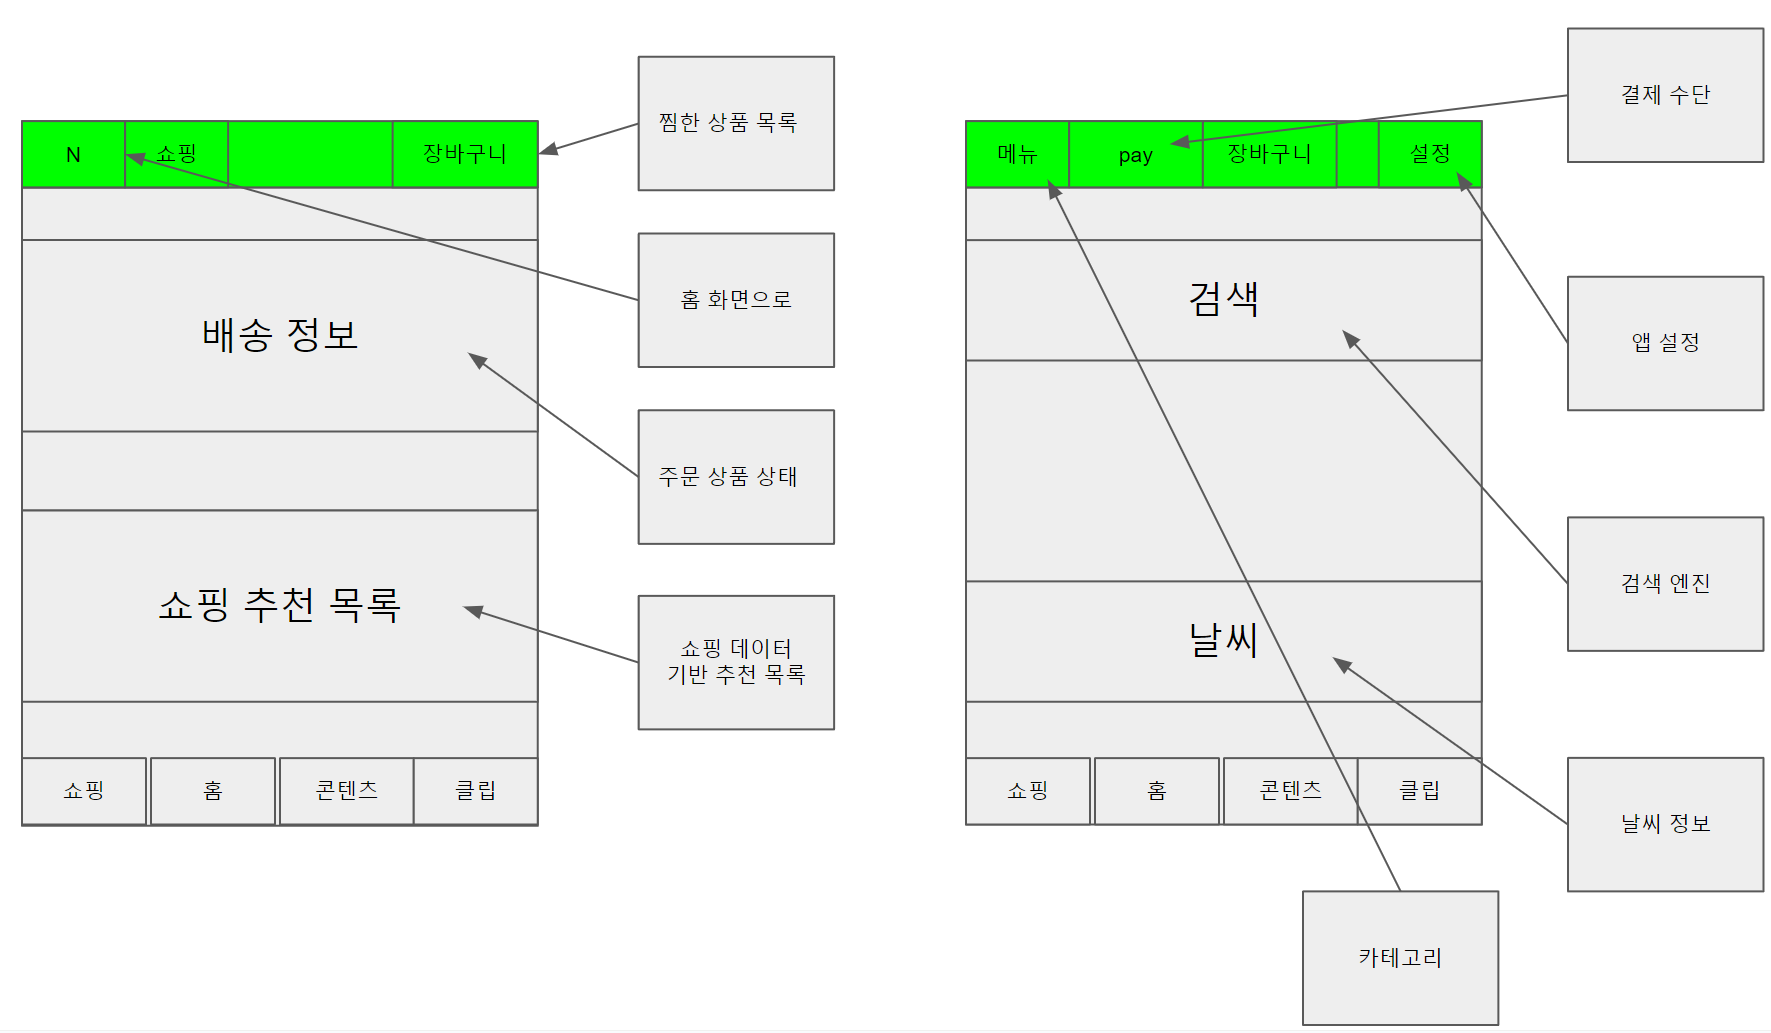 N
쇼핑
장바구니
배송 정보
쇼핑 추천 목록
쇼핑
홈
콘텐츠
클립
찜한 상품 목록
홈 화면으로
주문 상품 상태
쇼핑 데이터
기반 추천 목록
메뉴
pay
장바구니
설정
검색
날씨
쇼핑
홈
콘텐츠
클립
결제 수단
앱 설정
검색 엔진
날씨 정보
카테고리